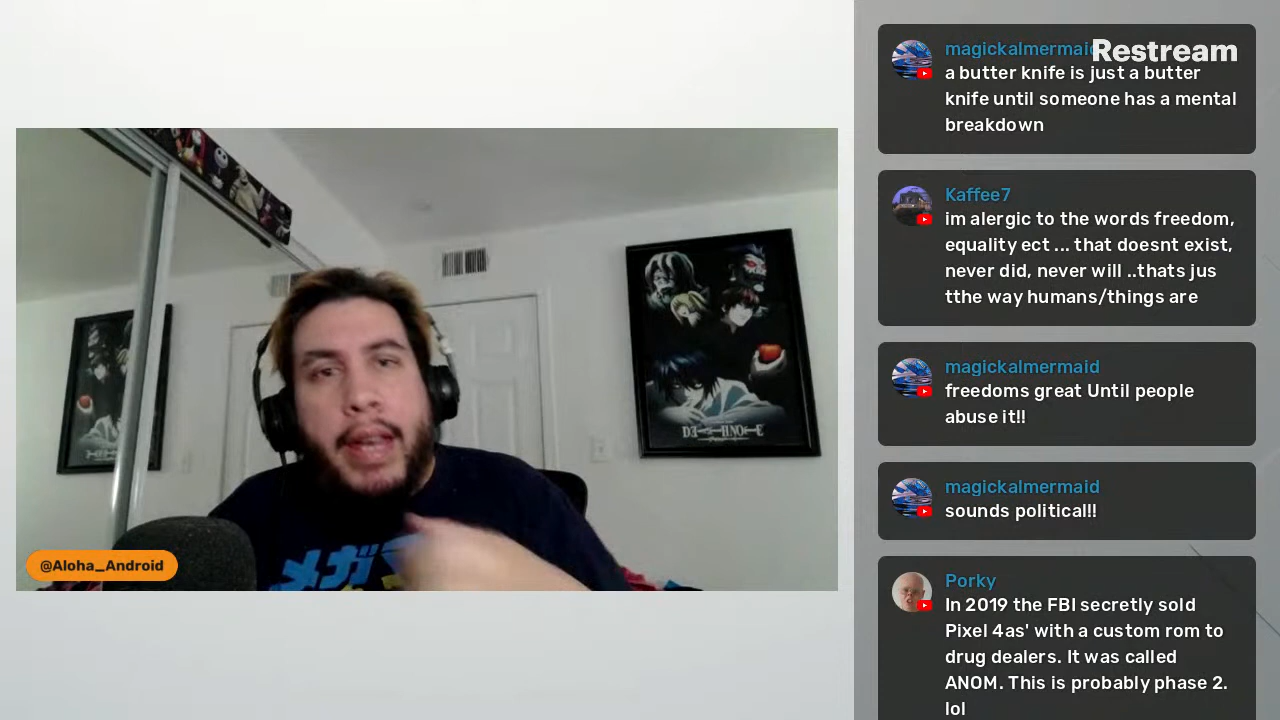 magickalmermaid
Restream
a butter knife is just a butter
knife until someone has a mental
breakdown
Kaffee7
im alergic to the words freedom,
equality ect ... that doesnt exist,
never did, never will ..thats jus
tthe way humans/things are
magickalmermaid
freedoms great Until people
abuse it!!
magickalmermaid
sounds political!!
Porky
In 2019 the FBI secretly sold
Pixel 4as' with a custom rom to
drug dealers. It was called
ANOM. This is probably phase 2.
lol
@Aloha_Android
メガ